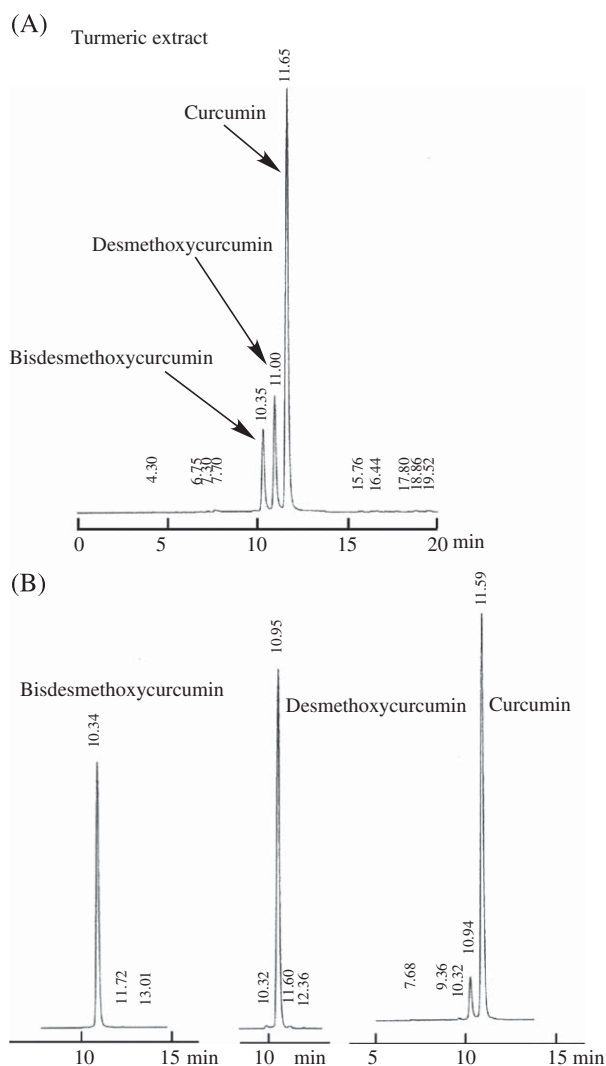 (A)
Turmeric extract
11.65
Curcumin
Desmethoxycurcumin
Bisdesmethoxycurcumin
11.00
10.35
4.30
6.75
7.30
7.70
15.76
16.44
17.80
18.86
19.52
0 5 10 15 20 min
(B)
11.59
10.95
Bisdesmethoxycurcumin
Desmethoxycurcumin
Curcumin
10.34
10.94
11.72
13.01
10.32
11.60
12.36
7.68
9.36
10.32
10 15 min
10 min
5 10 15 min